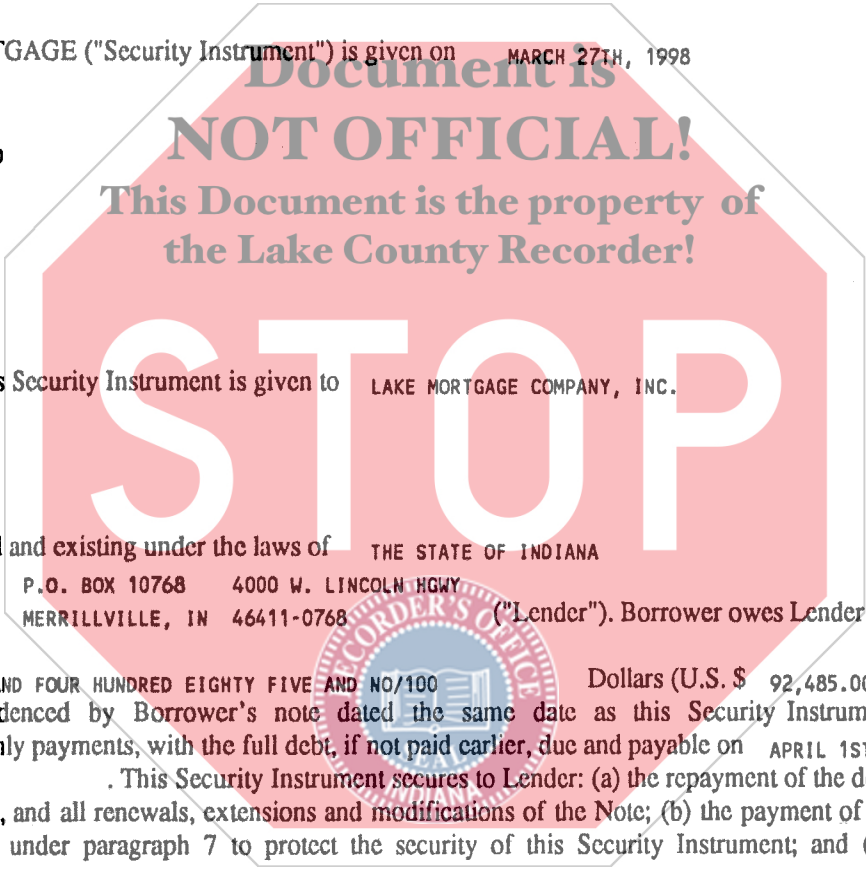 TGAGE ("Security Instrument") is given on MARCH 27TH, 1998
Document is
NOT OFFICIAL!
This Document is the property of
the Lake County Recorder!
STOP
s Security Instrument is given to LAKE MORTGAGE COMPANY, INC.
and existing under the laws of THE STATE OF INDIANA
P.O. BOX 10768 4000 W. LINCOLN HGWY
MERRILLVILLE, IN 46411-0768 ("Lender"). Borrower owes Lender
RECORDER'S OFFICE
SEAL
INDIANA
ND FOUR HUNDRED EIGHTY FIVE AND NO/100 Dollars (U.S. $ 92,485.00
denced by Borrower's note dated the same date as this Security Instrum
ly payments, with the full debt, if not paid earlier, due and payable on APRIL 1ST
. This Security Instrument secures to Lender: (a) the repayment of the d
, and all renewals, extensions and modifications of the Note; (b) the payment of
under paragraph 7 to protect the security of this Security Instrument; and (